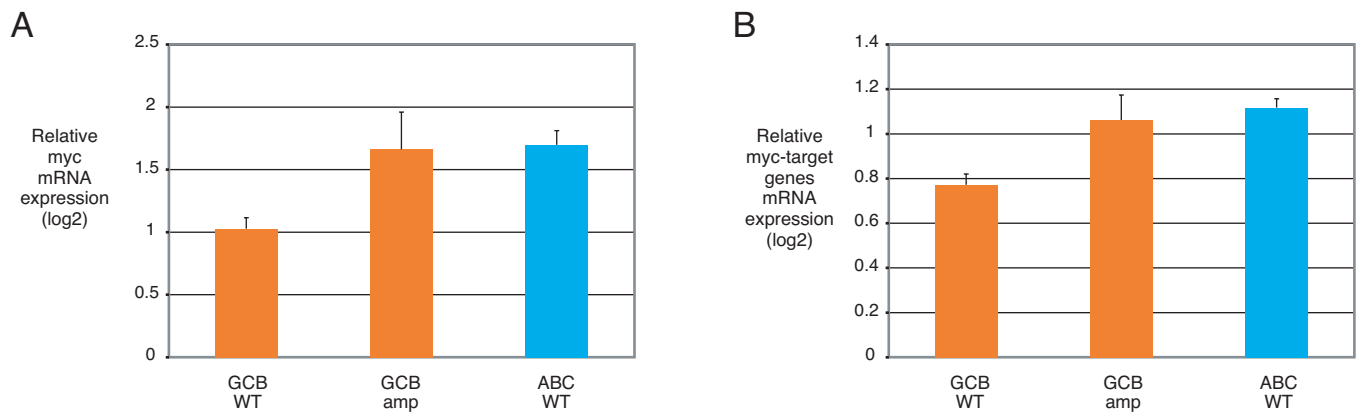 A
2.5
2
1.5
1
0.5
0
Relative
myc
mRNA
expression
(log2)
GCB
WT
GCB
amp
ABC
WT
B
1.4
1.2
1
0.8
0.6
0.4
0.2
0
Relative
myc-target
genes
mRNA
expression
(log2)
GCB
WT
GCB
amp
ABC
WT